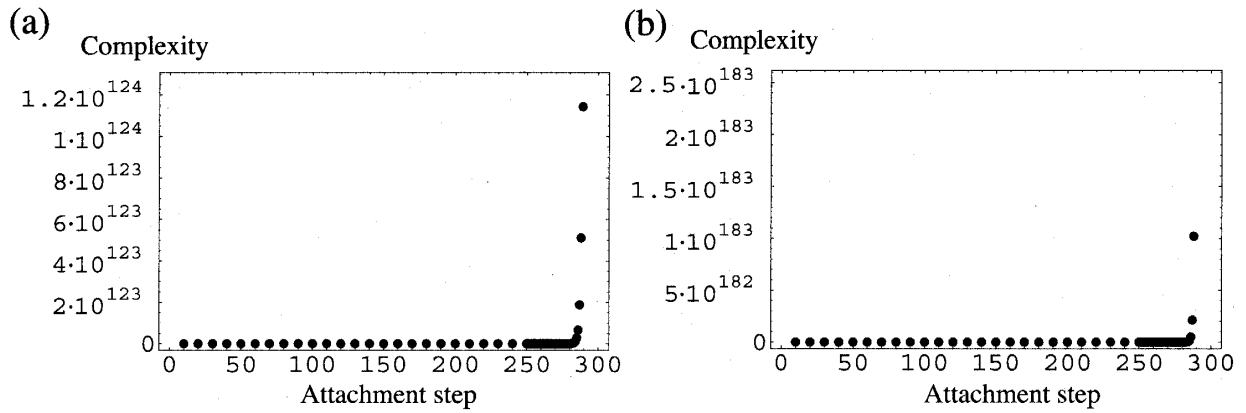 (a)
Complexity
1.2·10^124
1·10^124
8·10^123
6·10^123
4·10^123
2·10^123
0
0 50 100 150 200 250 300
Attachment step
(b)
Complexity
2.5·10^183
2·10^183
1.5·10^183
1·10^183
5·10^182
0
0 50 100 150 200 250 300
Attachment step